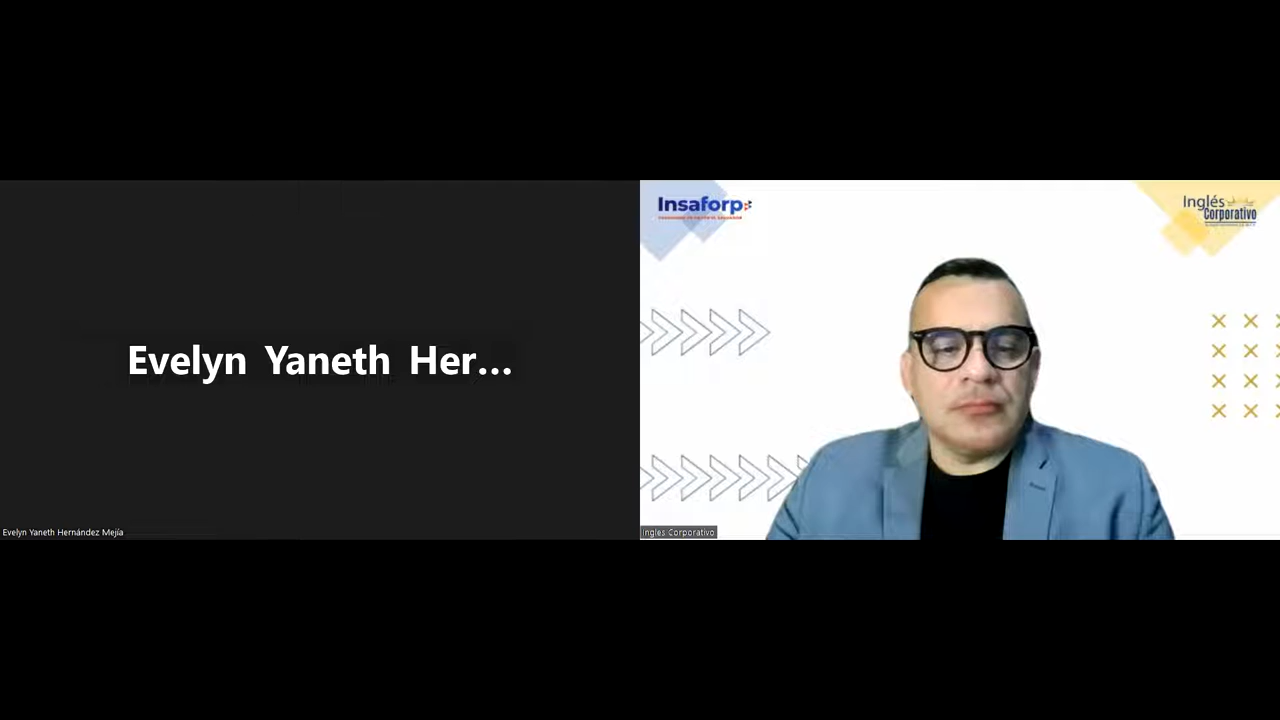 Evelyn Yaneth Her...
Evelyn Yaneth Hernández Mejía
Insaforp
Inglés
Corporativo
Ingles Corporativo